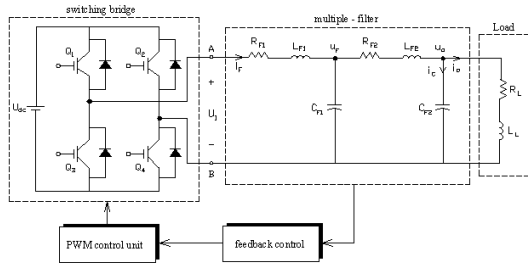 switching bridge
multiple - filter
Load
Q1
Q2
A
iF
RF1
LF1
uF
RF2
LF2
uo
io
ic
+
Udc
U1
CF1
CF2
RL
LL
-
Q3
Q4
B
PWM control unit
feedback control